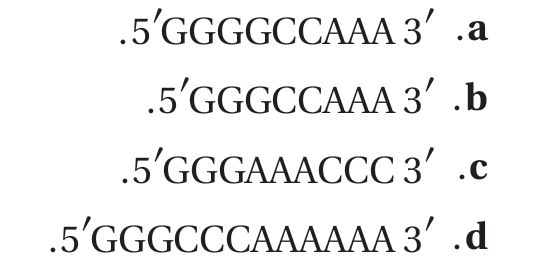 .5′GGGGCCAAA 3′ .a
.5′GGGCCAAA 3′ .b
.5′GGGAAACCC 3′ .c
.5′GGGCCCAAAAAA 3′ .d